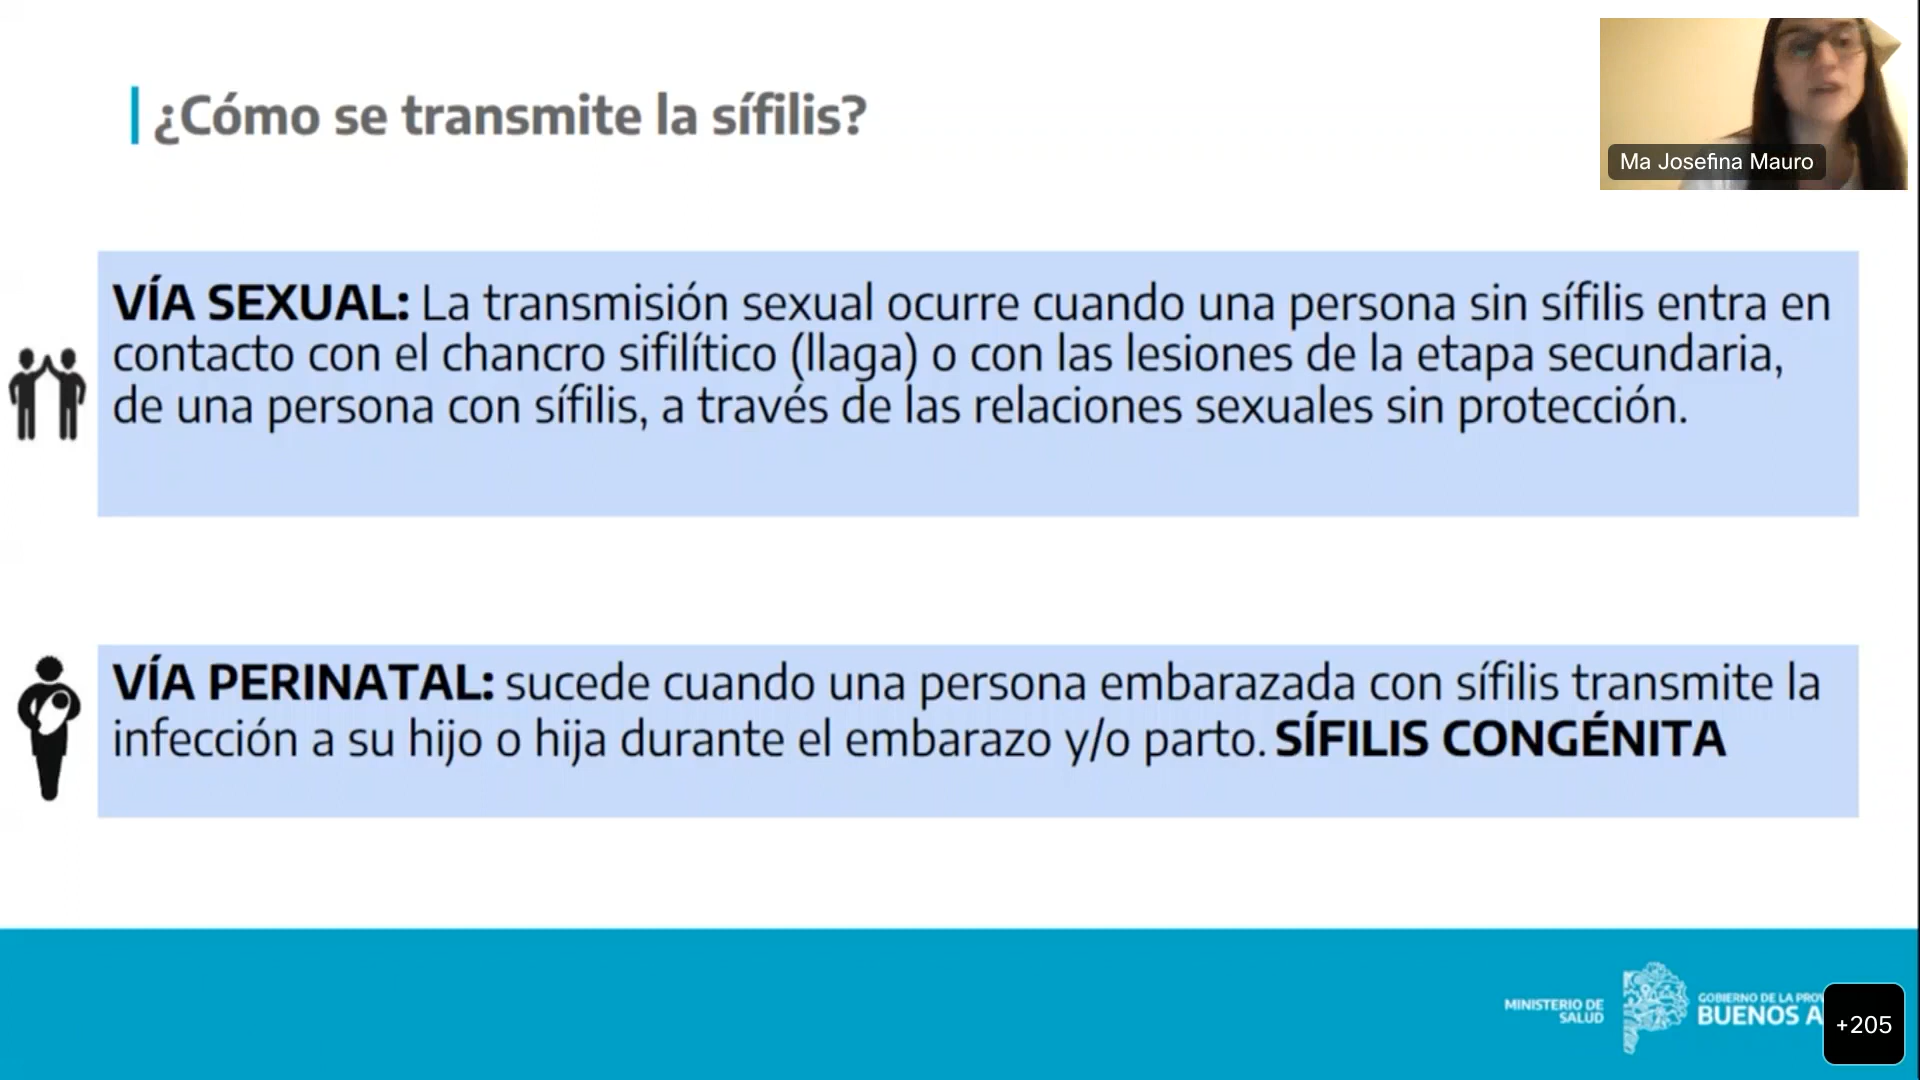 ¿Cómo se transmite la sífilis?
Ma Josefina Mauro
VÍA SEXUAL: La transmisión sexual ocurre cuando una persona sin sífilis entra en
contacto con el chancro sifilítico (llaga) o con las lesiones de la etapa secundaria,
de una persona con sífilis, a través de las relaciones sexuales sin protección.
VÍA PERINATAL: sucede cuando una persona embarazada con sífilis transmite la
infección a su hijo o hija durante el embarazo y/o parto. SÍFILIS CONGÉNITA
MINISTERIO DE
SALUD
GOBIERNO DE LA
BUENOS
+205